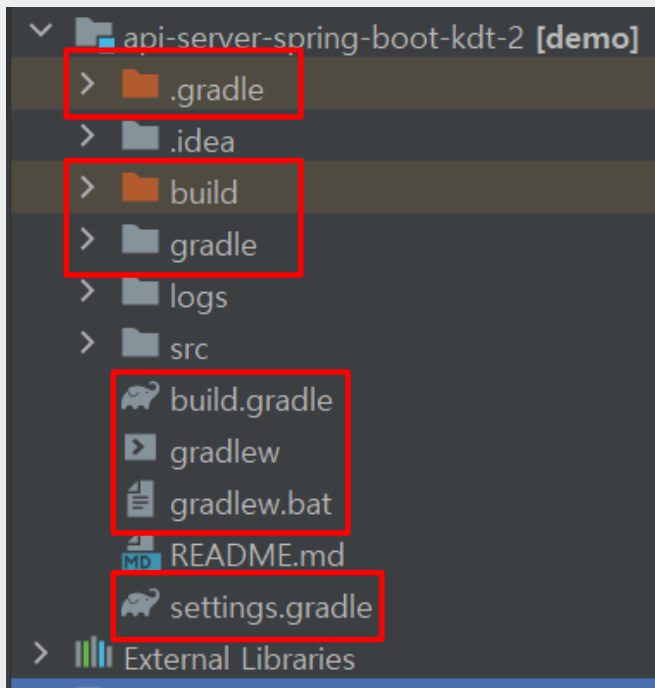 api-server-spring-boot-kdt-2 [demo]
.gradle
.idea
build
gradle
logs
src
build.gradle
gradlew
gradlew.bat
MD README.md
settings.gradle
External Libraries